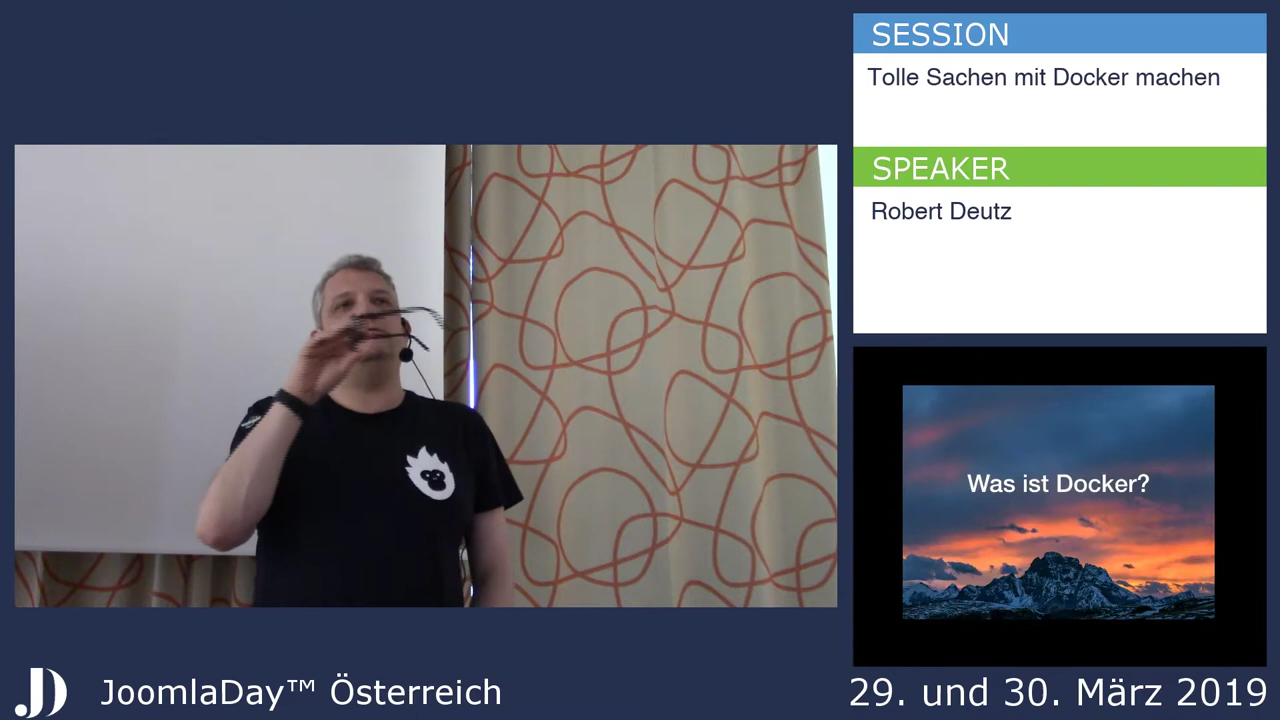 SESSION
Tolle Sachen mit Docker machen
SPEAKER
Robert Deutz
Was ist Docker?
JD JoomlaDay™ Österreich
29. und 30. März 2019